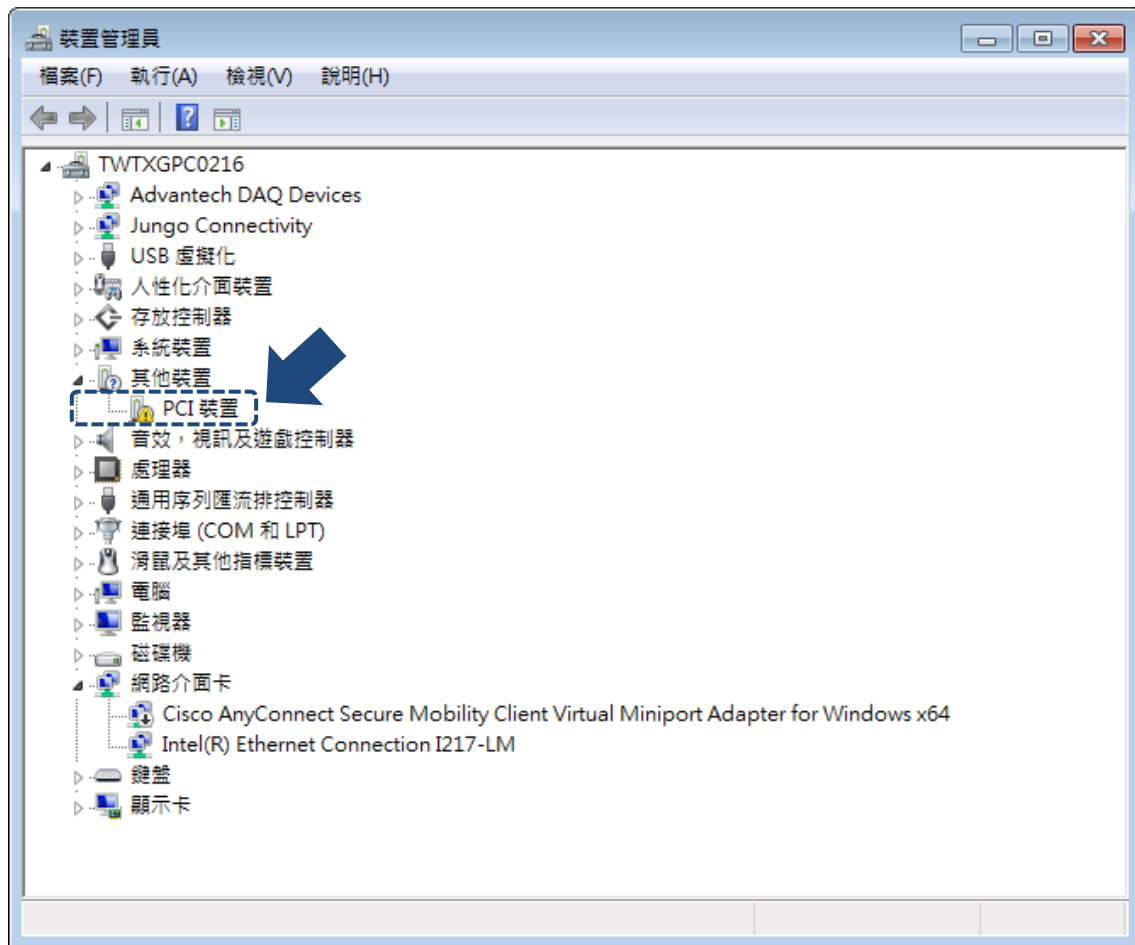 裝置管理員
檔案(F) 執行(A) 檢視(V) 說明(H)
TWTXGPC0216
Advantech DAQ Devices
Jungo Connectivity
USB 虛擬化
人性化介面裝置
存放控制器
系統裝置
其他裝置
PCI 裝置
音效，視訊及遊戲控制器
處理器
通用序列匯流排控制器
連接埠 (COM 和 LPT)
滑鼠及其他指標裝置
電腦
監視器
磁碟機
網路介面卡
Cisco AnyConnect Secure Mobility Client Virtual Miniport Adapter for Windows x64
Intel(R) Ethernet Connection I217-LM
鍵盤
顯示卡